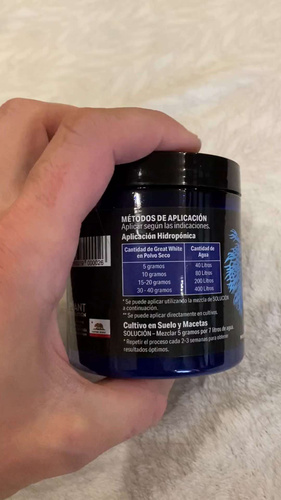 MÉTODOS DE APLICACIÓN
Aplicar según las indicaciones.
Aplicación Hidropónica
Cantidad de Great White en Polvo Seco
Cantidad de Agua
5 gramos 40 Litros
10 gramos 80 Litros
15-20 gramos 200 Litros
30 - 40 gramos 400 Litros
* Se puede aplicar utilizando la mezcla de SOLUCIÓN
a continuación.
** Se puede aplicar directamente en cultivos.
Cultivo en Suelo y Macetas
SOLUCIÓN - Mezclar 5 gramos por 7 litros de agua.
* Repetir el proceso cada 2-3 semanas para obtener
resultados óptimos.